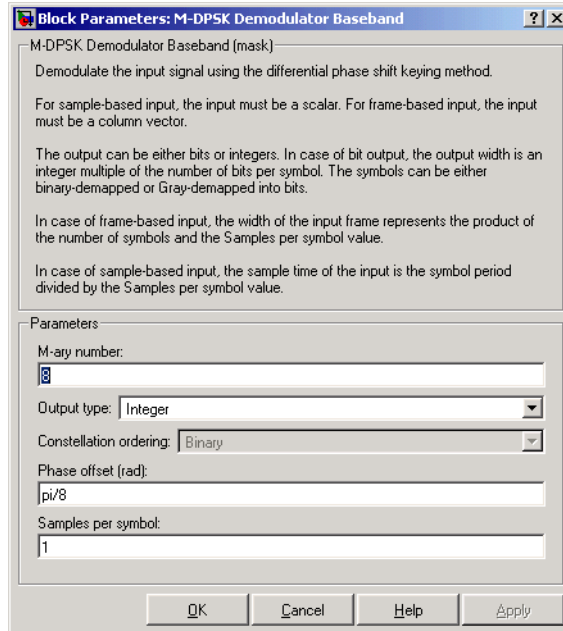 Block Parameters: M-DPSK Demodulator Baseband
M-DPSK Demodulator Baseband (mask)
Demodulate the input signal using the differential phase shift keying method.
For sample-based input, the input must be a scalar. For frame-based input, the input
must be a column vector.
The output can be either bits or integers. In case of bit output, the output width is an
integer multiple of the number of bits per symbol. The symbols can be either
binary-demapped or Gray-demapped into bits.
In case of frame-based input, the width of the input frame represents the product of
the number of symbols and the Samples per symbol value.
In case of sample-based input, the sample time of the input is the symbol period
divided by the Samples per symbol value.
Parameters
M-ary number:
8
Output type: Integer
Constellation ordering: Binary
Phase offset (rad):
pi/8
Samples per symbol:
1
OK Cancel Help Apply